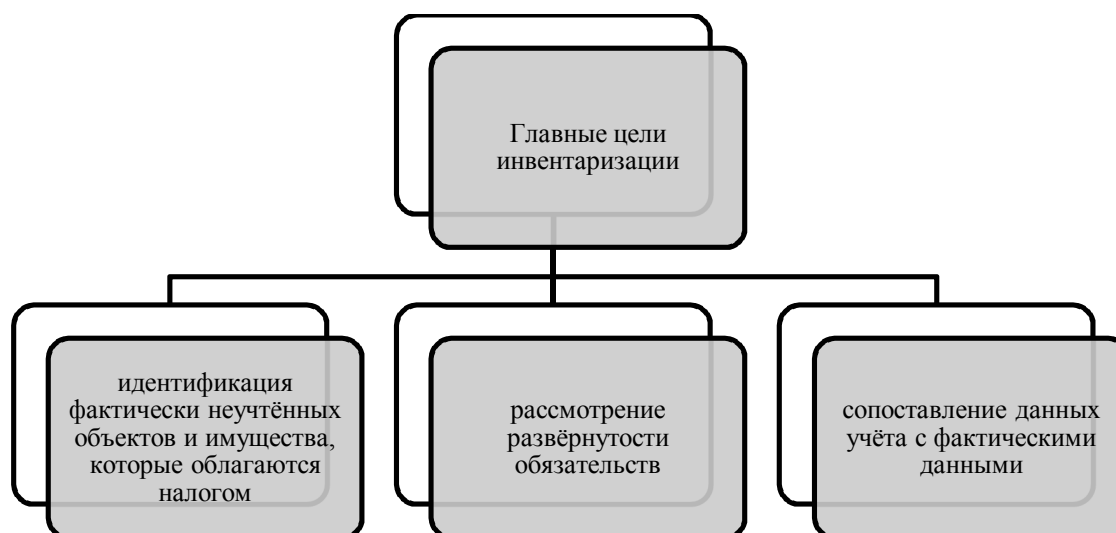 Главные цели
инвентаризации
идентификация
фактически неучтённых
объектов и имущества,
которые облагаются
налогом
рассмотрение
развёрнутости
обязательств
сопоставление данных
учёта с фактическими
данными